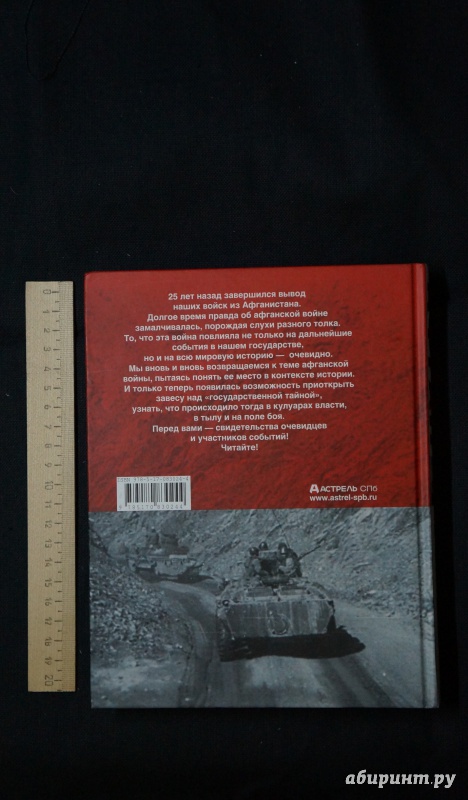 25 лет назад завершился вывод
наших войск из Афганистана.
Долгое время правда об афганской войне
замалчивалась, порождая слухи разного толка.
То, что эта война повлияла не только на дальнейшие
события в нашем государстве,
но и на всю мировую историю — очевидно.
Мы вновь и вновь возвращаемся к теме афганской
войны, пытаясь понять ее место в контексте истории.
И только теперь появилась возможность приоткрыть
завесу над «государственной тайной»,
узнать, что происходило тогда в кулуарах власти,
в тылу и на поле боя.
Перед вами — свидетельства очевидцев
и участников событий!
Читайте!
АСТРЕЛЬ СПб
www.astrel-spb.ru
абиринт.ру